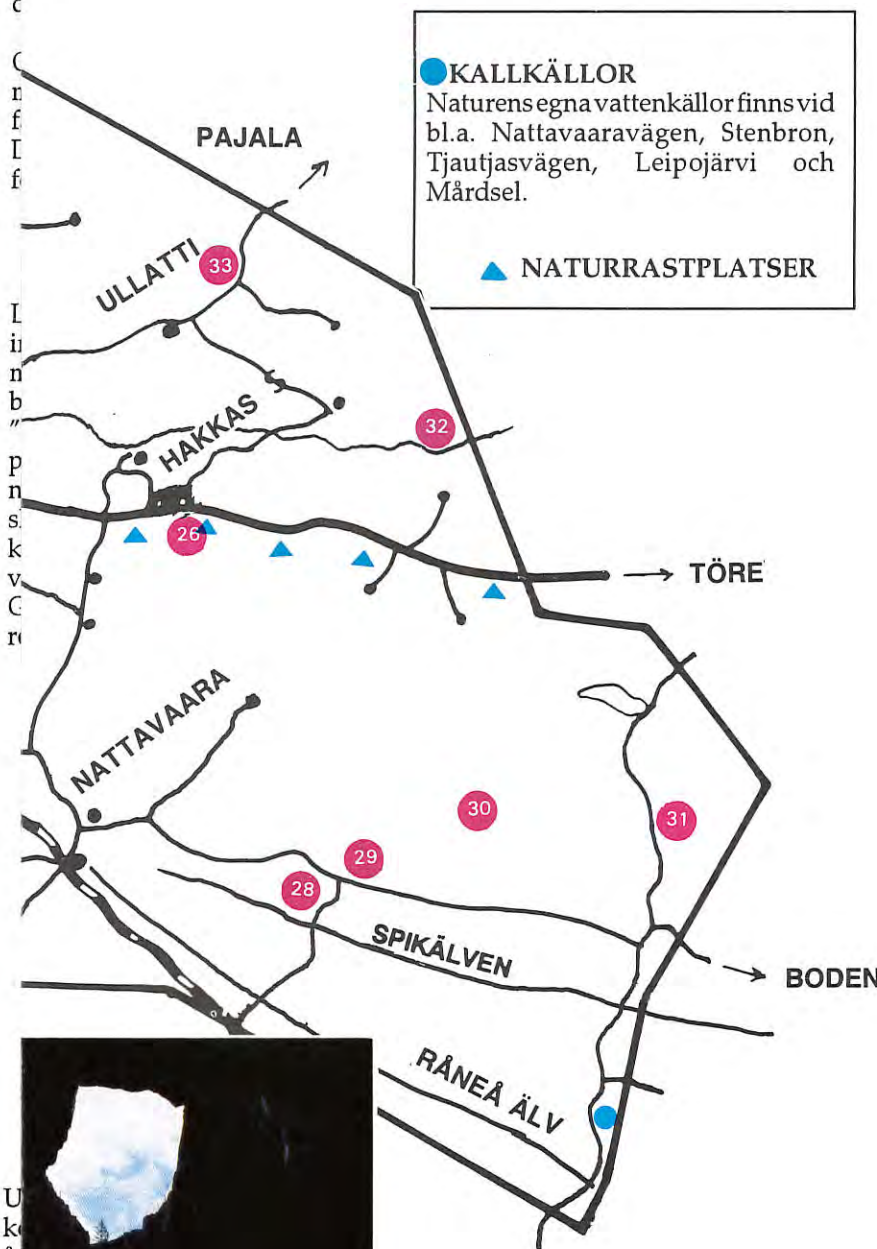 KALLKÄLLOR
Naturens egna vattenkällor finns vid
bl.a. Nattavaaravägen, Stenbron,
Tjautjasvägen, Leipojärvi och
Mårdsel.
NATURRASTPLATSER
PAJALA
ULLATTI
33
HAKKAS
32
26
TÖRE
NATTAVAARA
30
31
29
28
SPIKÄLVEN
BODEN
RÅNEÅ ÄLV